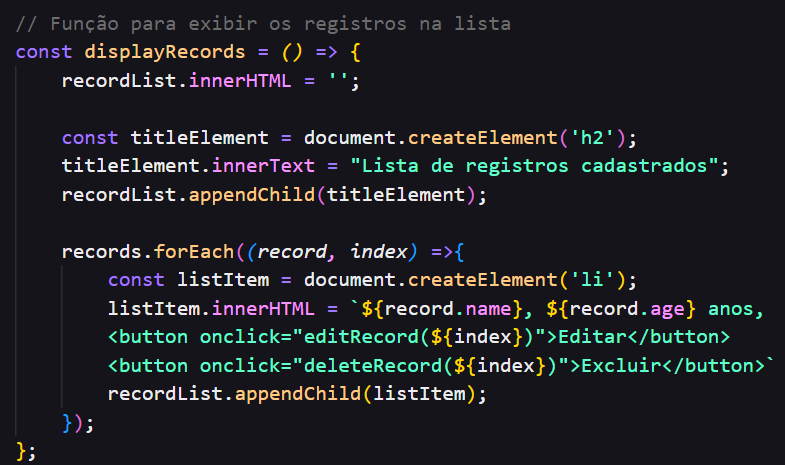 // Função para exibir os registros na lista
const displayRecords = () => {
    recordList.innerHTML = '';

    const titleElement = document.createElement('h2');
    titleElement.innerText = "Lista de registros cadastrados";
    recordList.appendChild(titleElement);

    records.forEach((record, index) =>{
        const listItem = document.createElement('li');
        listItem.innerHTML = `${record.name}, ${record.age} anos,
        <button onclick="editRecord(${index})">Editar</button>
        <button onclick="deleteRecord(${index})">Excluir</button>`
        recordList.appendChild(listItem);
    });
};